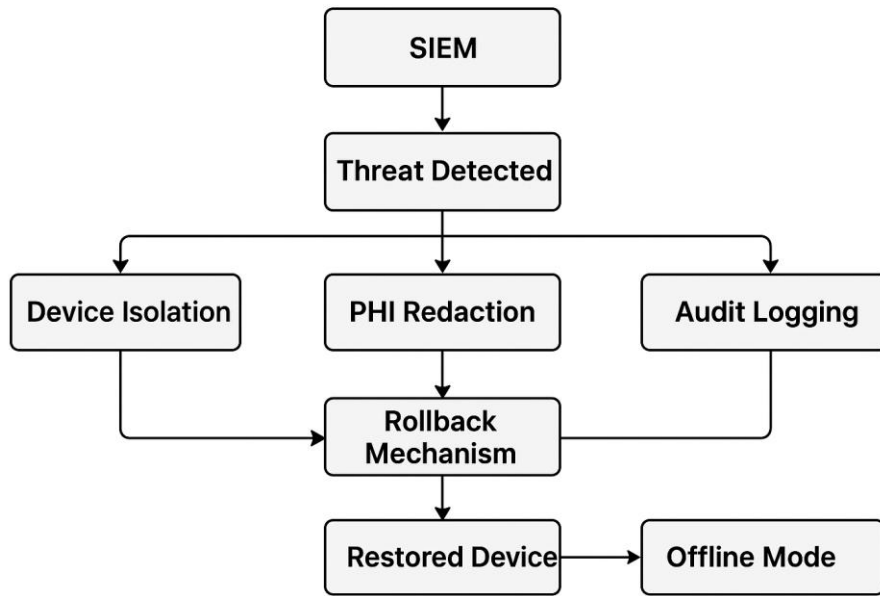 SIEM
Threat Detected
Device Isolation
PHI Redaction
Audit Logging
Rollback
Mechanism
Restored Device
Offline Mode